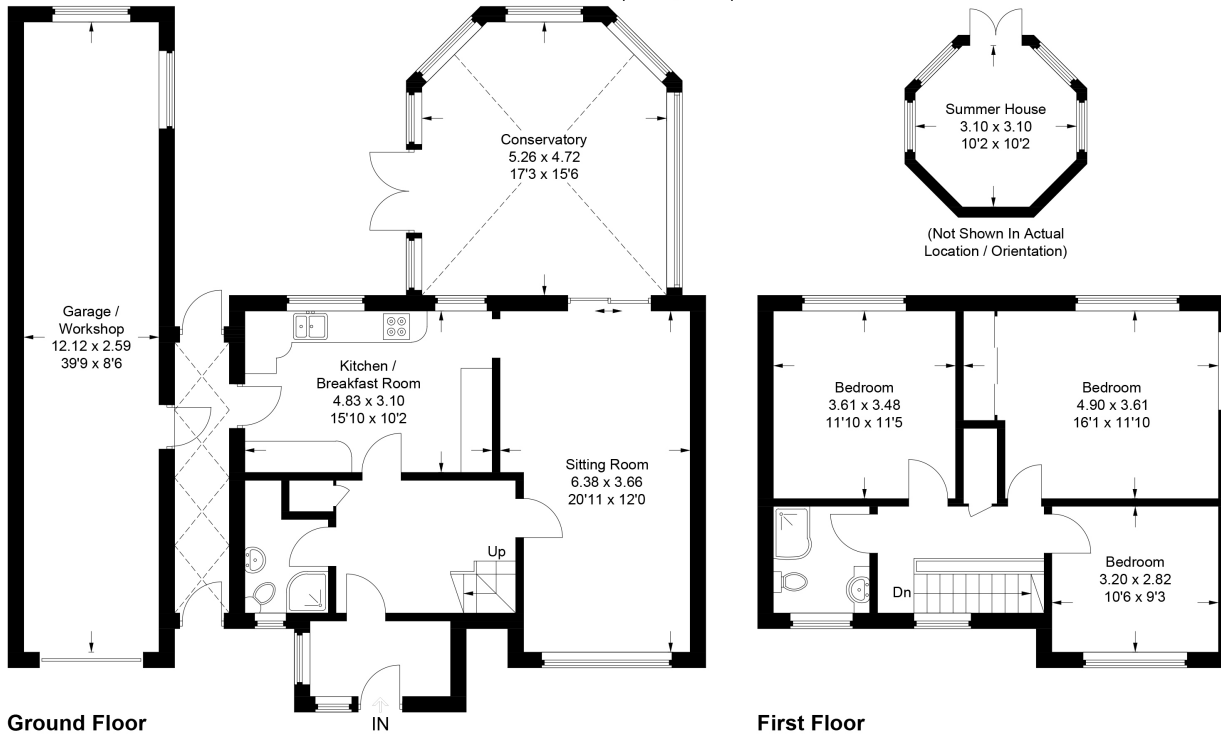 Summer House
3.10 x 3.10
10'2 x 10'2
(Not Shown In Actual
Location / Orientation)
Conservatory
5.26 x 4.72
17'3 x 15'6
Garage /
Workshop
12.12 x 2.59
39'9 x 8'6
Kitchen /
Breakfast Room
4.83 x 3.10
15'10 x 10'2
Sitting Room
6.38 x 3.66
20'11 x 12'0
Up
IN
Ground Floor
Bedroom
3.61 x 3.48
11'10 x 11'5
Bedroom
4.90 x 3.61
16'1 x 11'10
Bedroom
3.20 x 2.82
10'6 x 9'3
Dn
First Floor